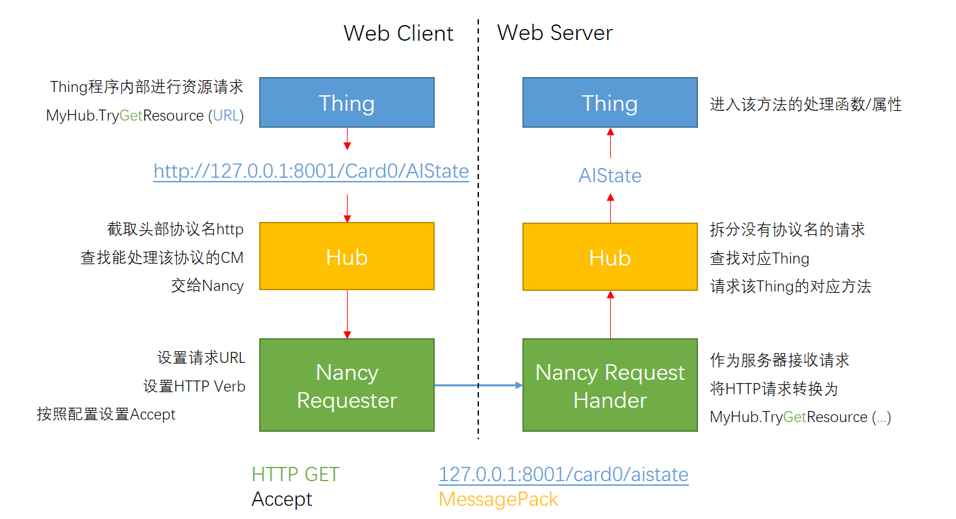 Web Client
Web Server
Thing程序内部进行资源请求
MyHub.TryGetResource (URL)
Thing
Thing
进入该方法的处理函数/属性
http://127.0.0.1:8001/Card0/AIState
AIState
截取头部协议名http
查找能处理该协议的CM
交给Nancy
Hub
Hub
拆分没有协议名的请求
查找对应Thing
请求该Thing的对应方法
设置请求URL
设置HTTP Verb
按照配置设置Accept
Nancy
Requester
Nancy Request
Hander
作为服务器接收请求
将HTTP请求转换为
MyHub.TryGetResource (...)
HTTP GET
127.0.0.1:8001/card0/aistate
Accept
MessagePack